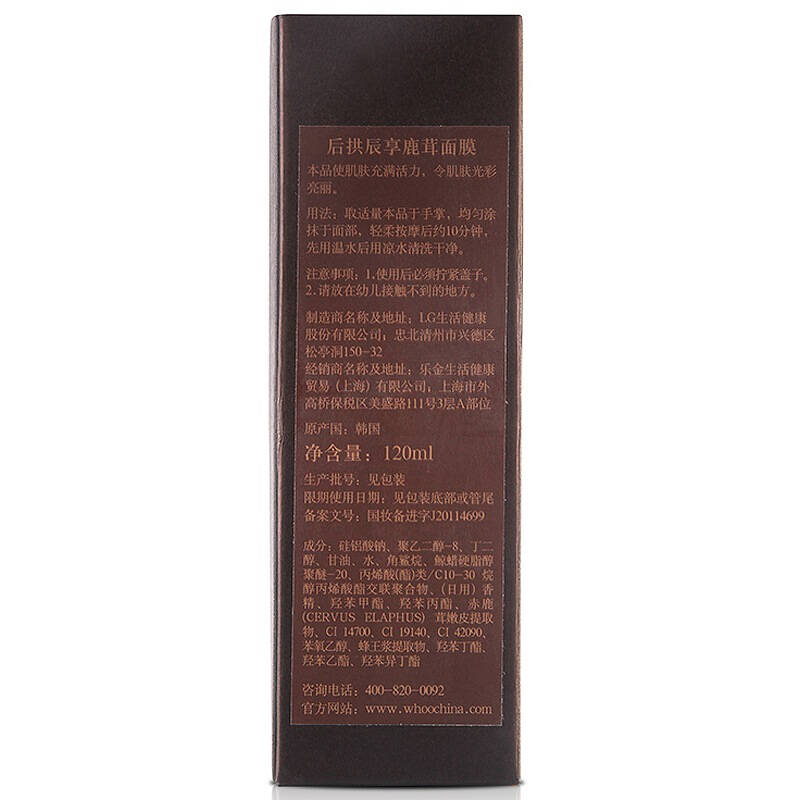 后拱辰享鹿茸面膜
本品使肌肤充满活力，令肌肤光彩
亮丽。
用法：取适量本品于手掌，均匀涂
抹于面部，轻柔按摩后约10分钟，
先用温水后用凉水清洗干净。
注意事项：1.使用后必须拧紧盖子。
2.请放在幼儿接触不到的地方。
制造商名称及地址：LG生活健康
股份有限公司；忠北清州市兴德区
松亭洞150-32
经销商名称及地址：乐金生活健康
贸易（上海）有限公司；上海市外
高桥保税区美盛路111号3层A部位
原产国：韩国
净含量：120ml
生产批号：见包装
限期使用日期：见包装底部或管尾
备案文号：国妆备进字J20114699
成分：硅铝酸钠、聚乙二醇-8、丁二
醇、甘油、水、角鲨烷、鲸蜡硬脂醇
聚醚-20、丙烯酸(酯)类/C10-30 烷
醇丙烯酸酯交联聚合物、(日用)香
精、羟苯甲酯、羟苯丙酯、赤鹿
(CERVUS ELAPHUS) 茸嫩皮提取
物、CI 14700、CI 19140、CI 42090、
苯氧乙醇、蜂王浆提取物、羟苯丁酯、
羟苯乙酯、羟苯异丁酯
咨询电话：400-820-0092
官方网站：www.whoochina.com